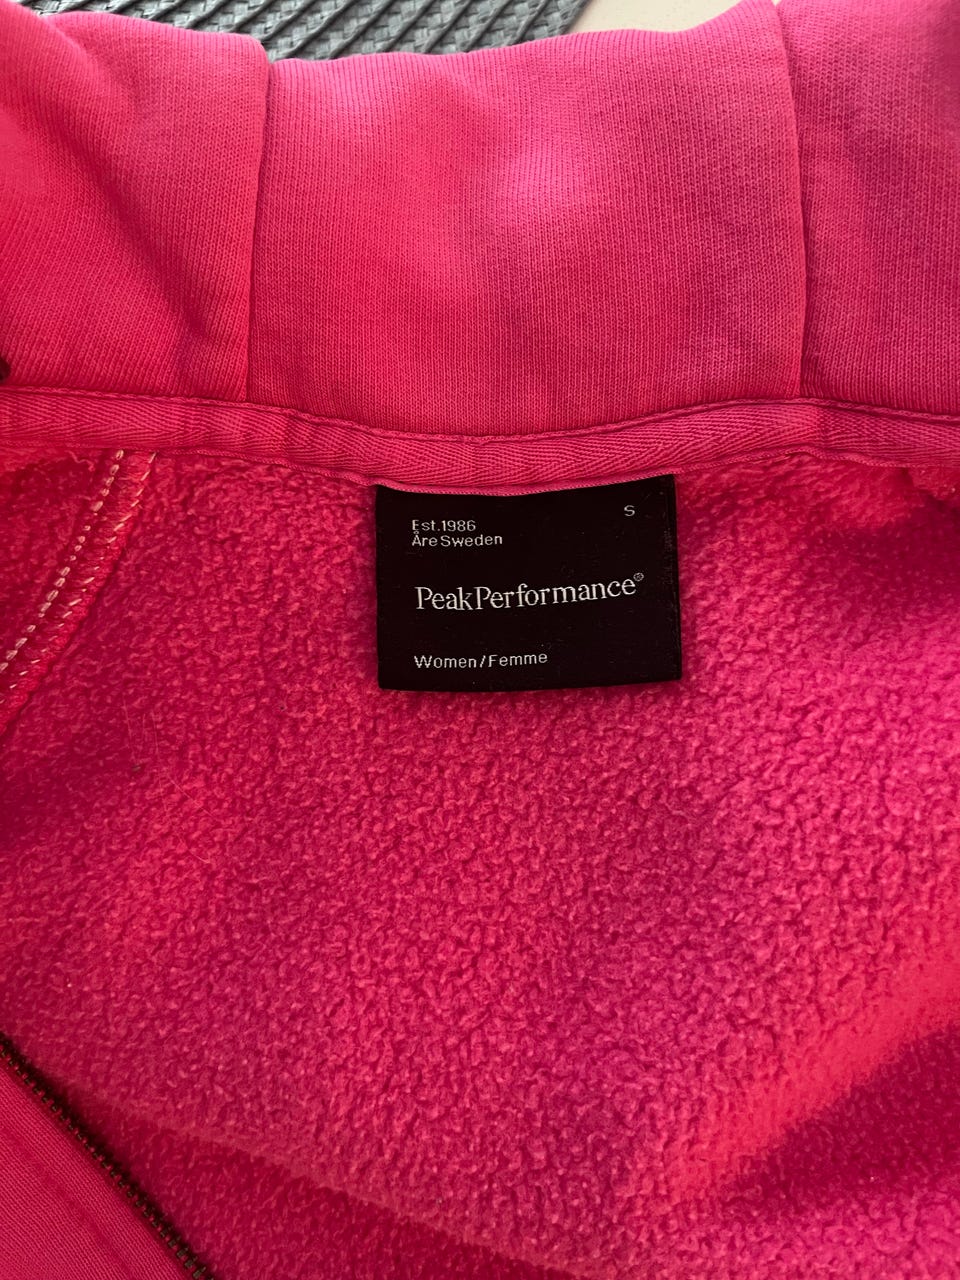 Est.1986
S
Åre Sweden
PeakPerformance®
Women/Femme